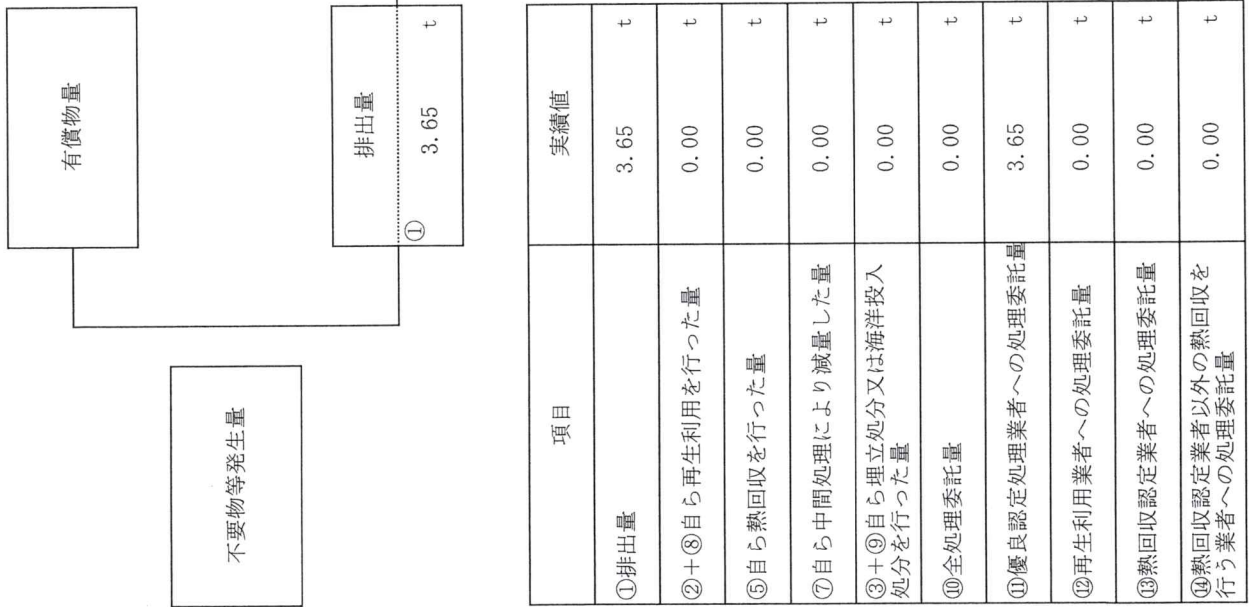 有償物量
不要物等発生量
排出量
① 3.65 t
項目 実績値
①排出量 3.65 t
②+⑧自ら再生利用を行った量 0.00 t
⑤自ら熱回収を行った量 0.00 t
⑦自ら中間処理により減量した量 0.00 t
③+⑨自ら埋立処分又は海洋投入
処分を行った量 0.00 t
⑩全処理委託量 0.00 t
⑪優良認定処理業者への処理委託量 3.65 t
⑫再生利用業者への処理委託量 0.00 t
⑬熱回収認定業者への処理委託量 0.00 t
⑭熱回収認定業者以外の熱回収を
行う業者への処理委託量 0.00 t